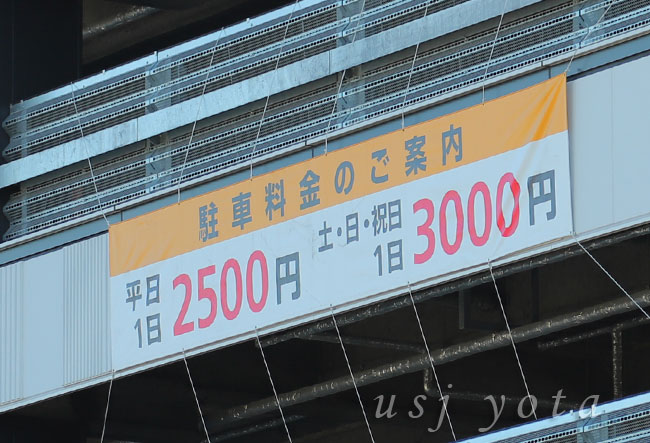 駐車料金のご案内
平日
1日
2500円
土・日・祝日
1日
3000円
usj yota